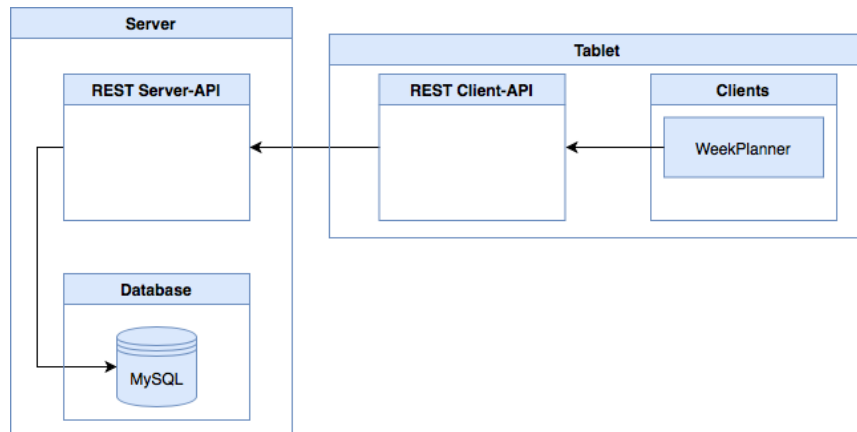 Server
Tablet
REST Server-API
REST Client-API
Clients
WeekPlanner
Database
MySQL